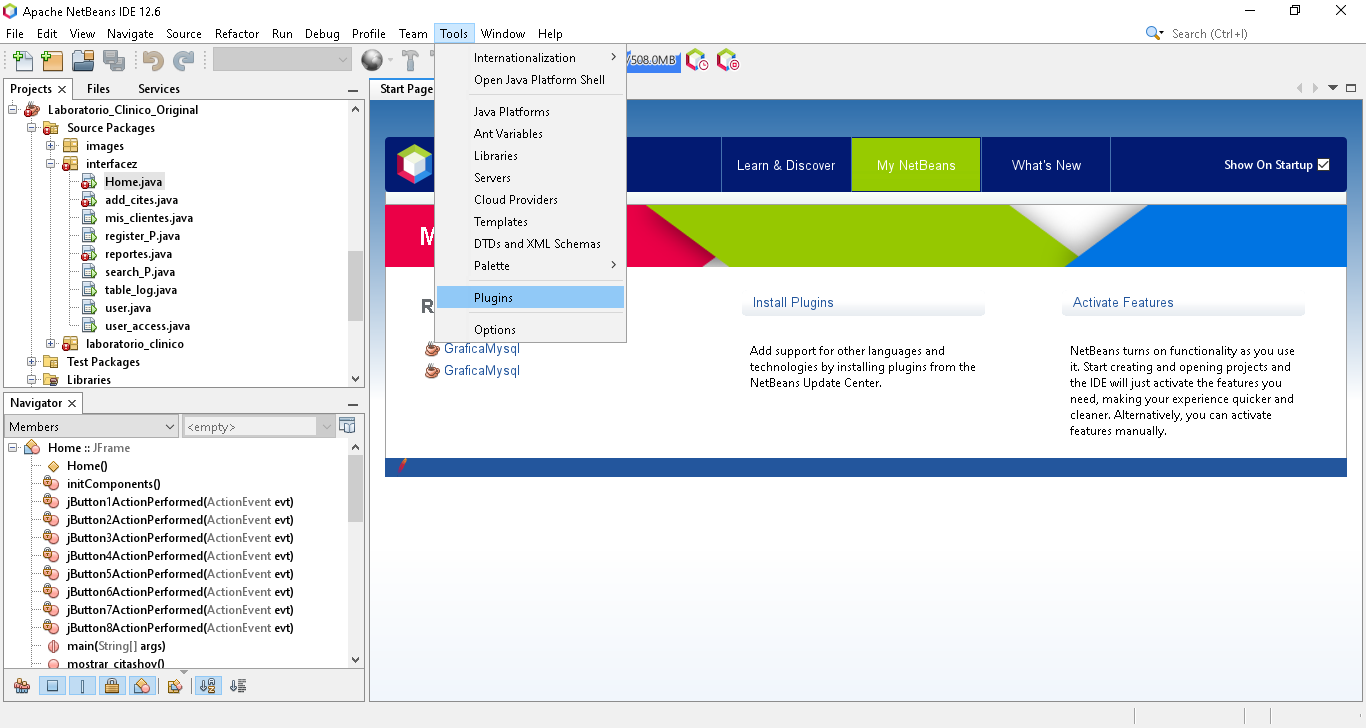 Apache NetBeans IDE 12.6
File Edit View Navigate Source Refactor Run Debug Profile Team Tools Window Help
Search (Ctrl+I)
508.0MB
Projects Files Services
Laboratorio_Clinico_Original
Source Packages
images
interfacez
Home.java
add_cites.java
mis_clientes.java
register_P.java
reportes.java
search_P.java
table_log.java
user.java
user_access.java
laboratorio_clinico
Test Packages
Libraries
Navigator
Members
<empty>
Home :: JFrame
Home()
initComponents()
jButton1ActionPerformed(ActionEvent evt)
jButton2ActionPerformed(ActionEvent evt)
jButton3ActionPerformed(ActionEvent evt)
jButton4ActionPerformed(ActionEvent evt)
jButton5ActionPerformed(ActionEvent evt)
jButton6ActionPerformed(ActionEvent evt)
jButton7ActionPerformed(ActionEvent evt)
jButton8ActionPerformed(ActionEvent evt)
main(String[] args)
mostrar_citashoy()
Internationalization
Open Java Platform Shell
Java Platforms
Ant Variables
Libraries
Servers
Cloud Providers
Templates
DTDs and XML Schemas
Palette
Plugins
Options
Start Page
Learn & Discover
My NetBeans
What's New
Show On Startup
M
R
GraficaMysql
GraficaMysql
Install Plugins
Add support for other languages and
technologies by installing plugins from the
NetBeans Update Center.
Activate Features
NetBeans turns on functionality as you use
it. Start creating and opening projects and
the IDE will just activate the features you
need, making your experience quicker and
cleaner. Alternatively, you can activate
features manually.